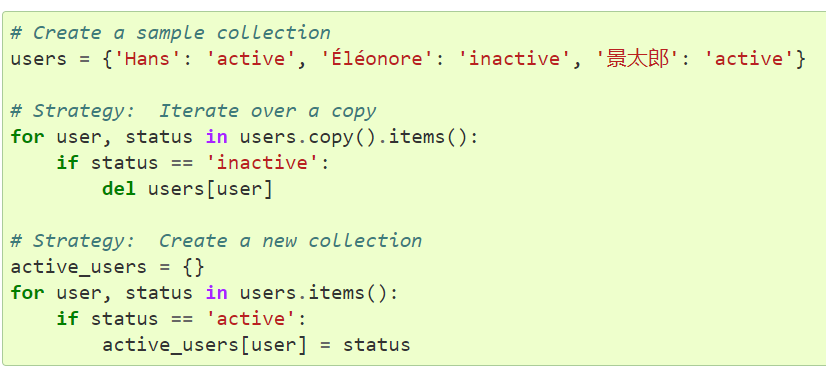 # Create a sample collection
users = {'Hans': 'active', 'Éléonore': 'inactive', '景太郎': 'active'}

# Strategy:  Iterate over a copy
for user, status in users.copy().items():
    if status == 'inactive':
        del users[user]

# Strategy:  Create a new collection
active_users = {}
for user, status in users.items():
    if status == 'active':
        active_users[user] = status